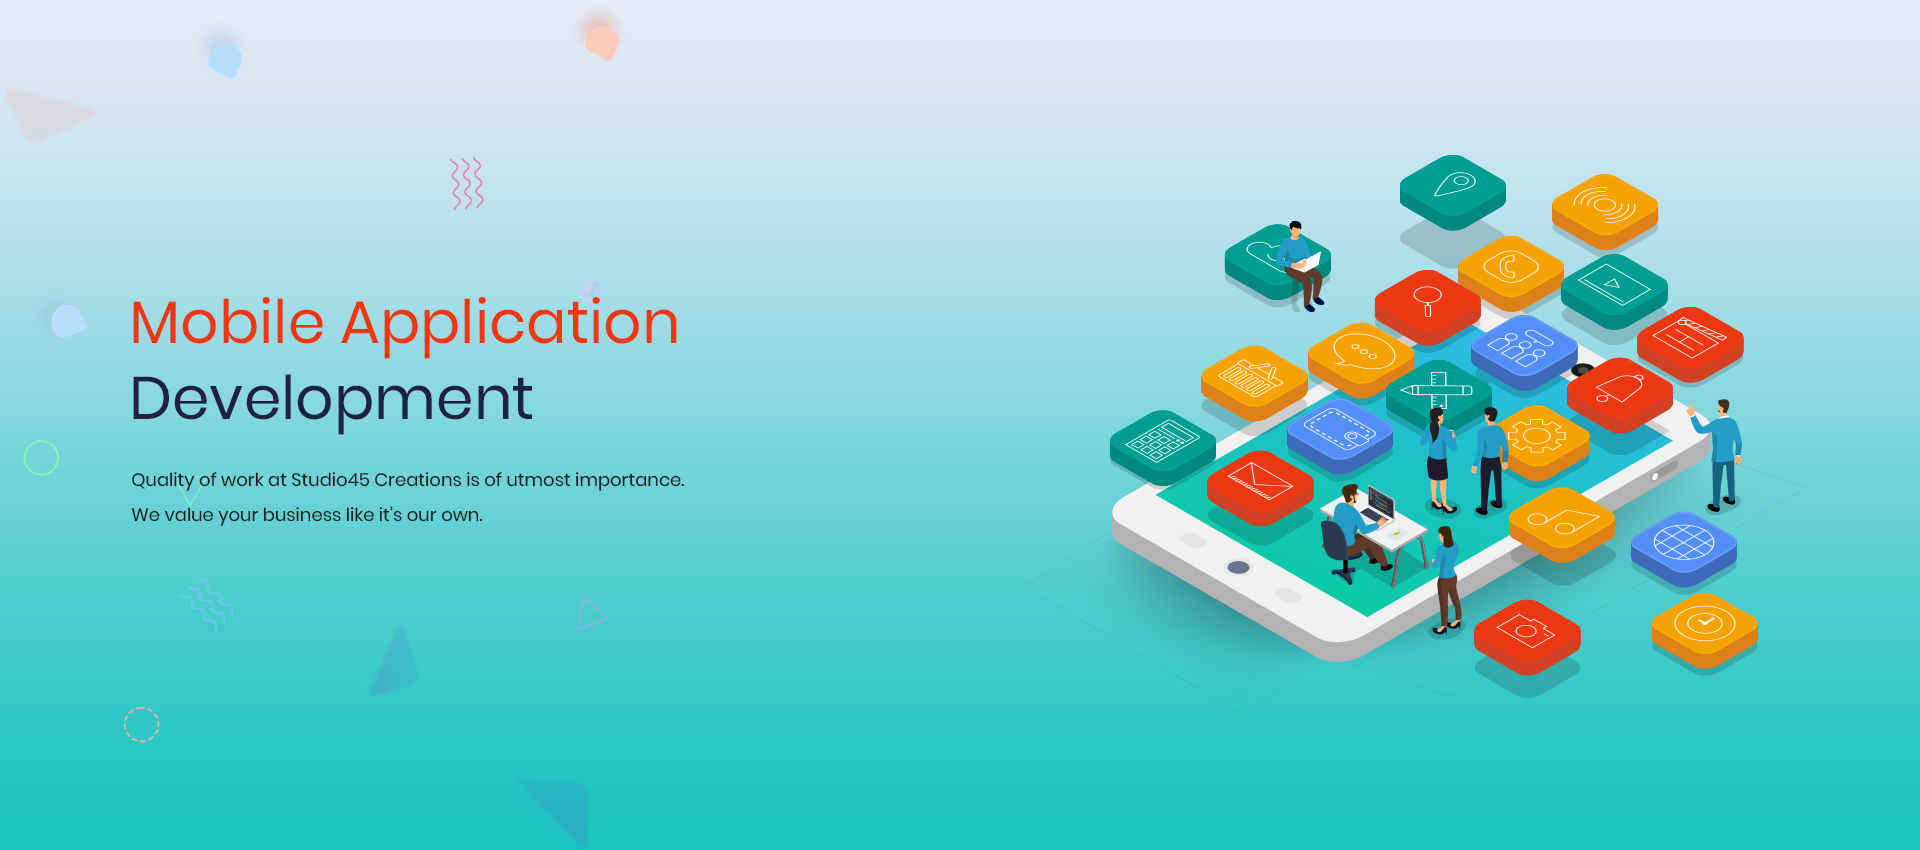 Mobile Application
Development
Quality of work at Studio45 Creations is of utmost importance.
We value your business like it's our own.